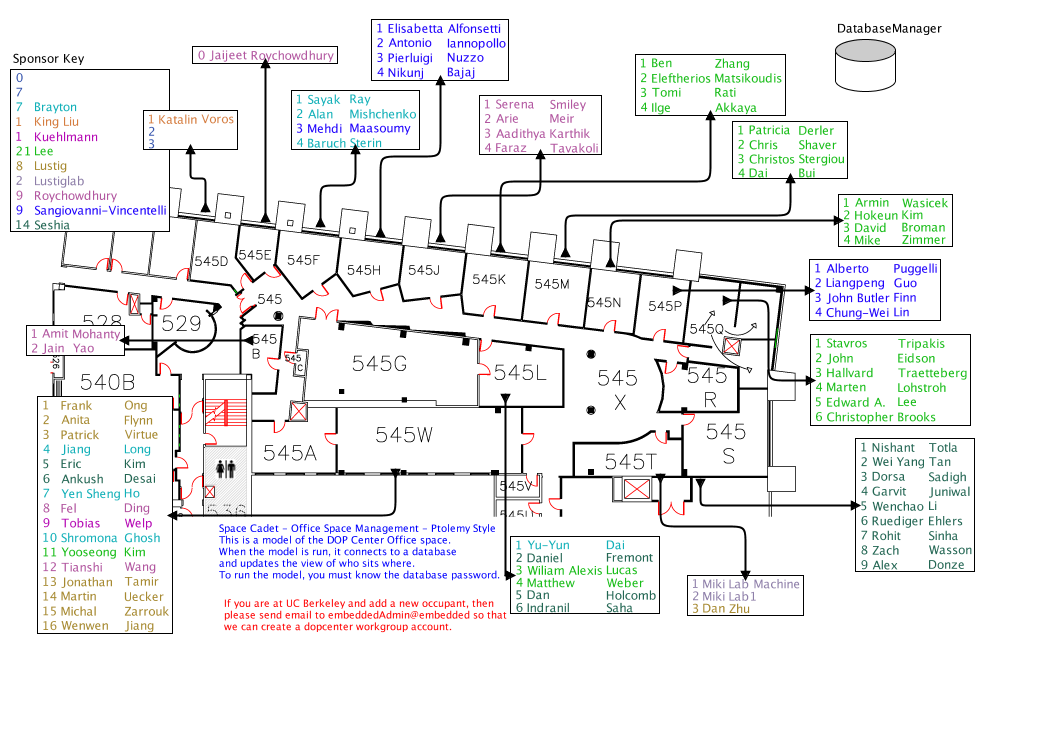 DatabaseManager
Sponsor Key
0
7
7 Brayton
1 King Liu
1 Kuehlmann
21 Lee
8 Lustig
2 Lustiglab
9 Roychowdhury
9 Sangiovanni-Vincentelli
14 Seshia
1 Katalin Voros
2
3
0 Jaijeet Roychowdhury
1 Sayak Ray
2 Alan Mishchenko
3 Mehdi Maasoumy
4 Baruch Sterin
1 Elisabetta Alfonsetti
2 Antonio Iannopollo
3 Pierluigi Nuzzo
4 Nikunj Bajaj
1 Serena Smiley
2 Arie Meir
3 Aadithya Karthik
4 Faraz Tavakoli
1 Ben Zhang
2 Eleftherios Matsikoudis
3 Tomi Rati
4 Ilge Akkaya
1 Patricia Derler
2 Chris Shaver
3 Christos Stergiou
4 Dai Bui
1 Armin Wasicek
2 Hokeun Kim
3 David Broman
4 Mike Zimmer
1 Alberto Puggelli
2 Liangpeng Guo
3 John Butler Finn
4 Chung-Wei Lin
1 Stavros Tripakis
2 John Eidson
3 Hallvard Traetteberg
4 Marten Lohstroh
5 Edward A. Lee
6 Christopher Brooks
1 Nishant Totla
2 Wei Yang Tan
3 Dorsa Sadigh
4 Garvit Juniwal
5 Wenchao Li
6 Ruediger Ehlers
7 Rohit Sinha
8 Zach Wasson
9 Alex Donze
1 Miki Lab Machine
2 Miki Lab1
3 Dan Zhu
1 Yu-Yun Dai
2 Daniel Fremont
3 Wiliam Alexis Lucas
4 Matthew Weber
5 Dan Holcomb
6 Indranil Saha
1 Amit Mohanty
2 Jain Yao
1 Frank Ong
2 Anita Flynn
3 Patrick Virtue
4 Jiang Long
5 Eric Kim
6 Ankush Desai
7 Yen Sheng Ho
8 Fel Ding
9 Tobias Welp
10 Shromona Ghosh
11 Yooseong Kim
12 Tianshi Wang
13 Jonathan Tamir
14 Martin Uecker
15 Michal Zarrouk
16 Wenwen Jiang
545D
545E
545F
545H
545J
545K
545M
545N
545P
545Q
545
528
529
545
B
545
C
540B
545G
545L
545
X
545
R
545
S
545A
545W
545T
545V
Space Cadet - Office Space Management - Ptolemy Style
This is a model of the DOP Center Office space.
When the model is run, it connects to a database
and updates the view of who sits where.
To run the model, you must know the database password.
If you are at UC Berkeley and add a new occupant, then
please send email to embeddedAdmin@embedded so that
we can create a dopcenter workgroup account.